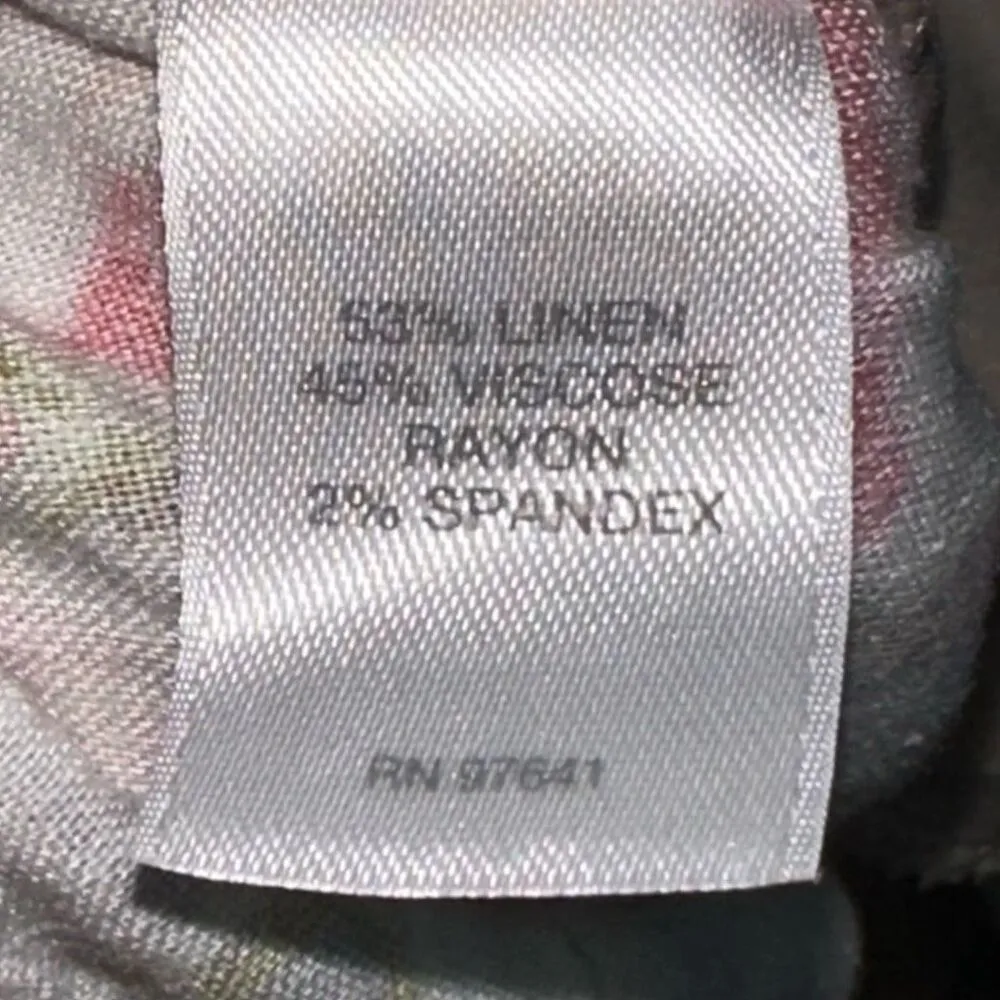 53% LINEN
45% VISCOSE
RAYON
2% SPANDEX
RN 97641